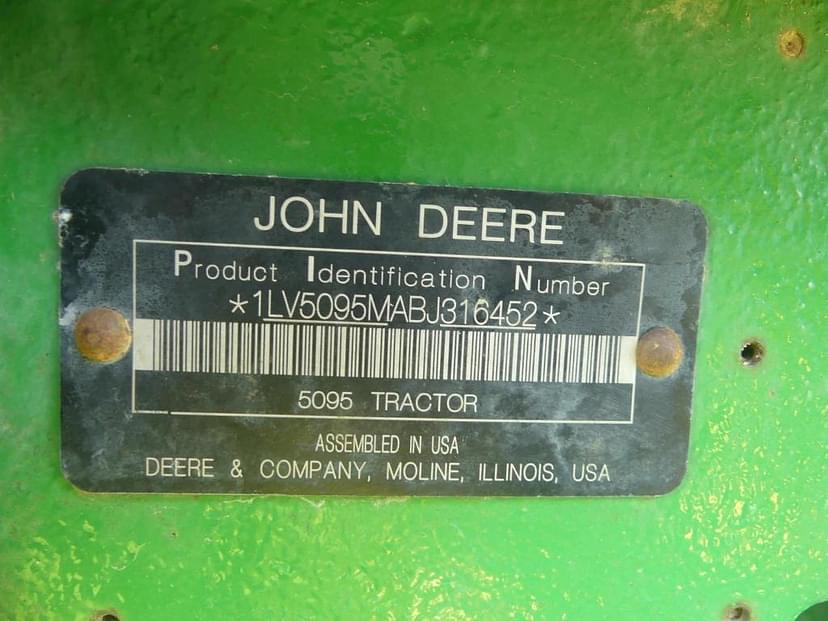 JOHN DEERE
Product Identification Number
*1LV5095MABJ316452*
5095 TRACTOR
ASSEMBLED IN USA
DEERE & COMPANY, MOLINE, ILLINOIS, USA